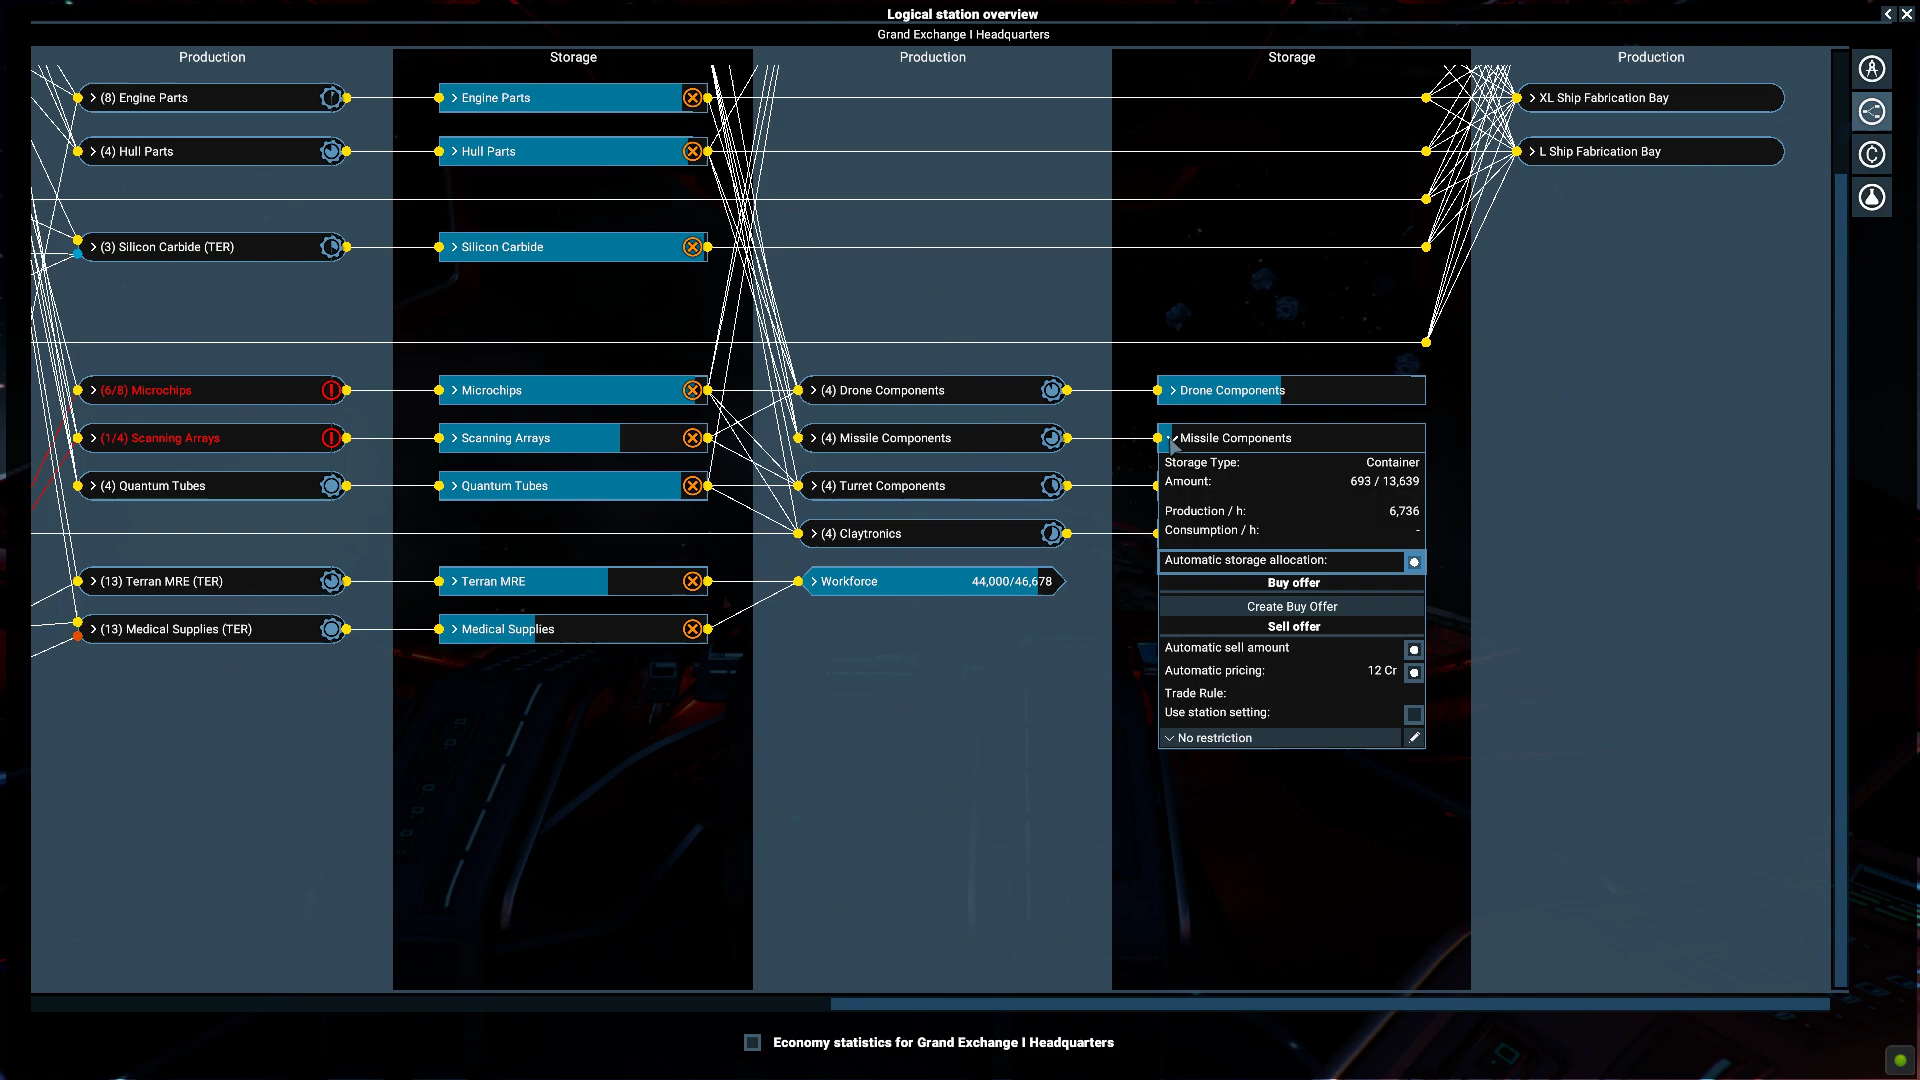 Logical station overview
Grand Exchange I Headquarters
Production
Storage
Production
Storage
Production
(8) Engine Parts
Engine Parts
XL Ship Fabrication Bay
(4) Hull Parts
Hull Parts
L Ship Fabrication Bay
(3) Silicon Carbide (TER)
Silicon Carbide
(6/8) Microchips
Microchips
(4) Drone Components
Drone Components
(1/4) Scanning Arrays
Scanning Arrays
(4) Missile Components
Missile Components
(4) Quantum Tubes
Quantum Tubes
(4) Turret Components
(4) Claytronics
(13) Terran MRE (TER)
Terran MRE
Workforce 44,000/46,678
(13) Medical Supplies (TER)
Medical Supplies
Storage Type: Container
Amount: 693 / 13,639
Production / h: 6,736
Consumption / h: -
Automatic storage allocation:
Buy offer
Create Buy Offer
Sell offer
Automatic sell amount
Automatic pricing: 12 Cr
Trade Rule:
Use station setting:
No restriction
Economy statistics for Grand Exchange I Headquarters